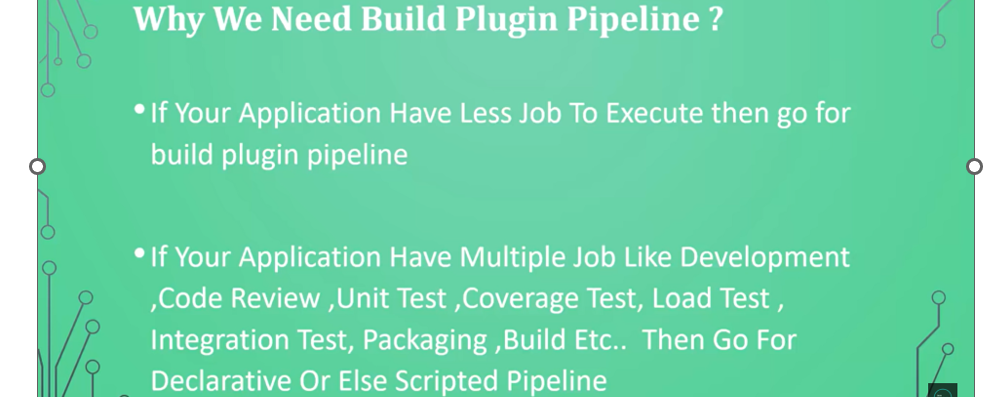 Why We Need Build Plugin Pipeline ?
•If Your Application Have Less Job To Execute then go for
build plugin pipeline
•If Your Application Have Multiple Job Like Development
,Code Review ,Unit Test ,Coverage Test, Load Test ,
Integration Test, Packaging ,Build Etc..  Then Go For
Declarative Or Else Scripted Pipeline